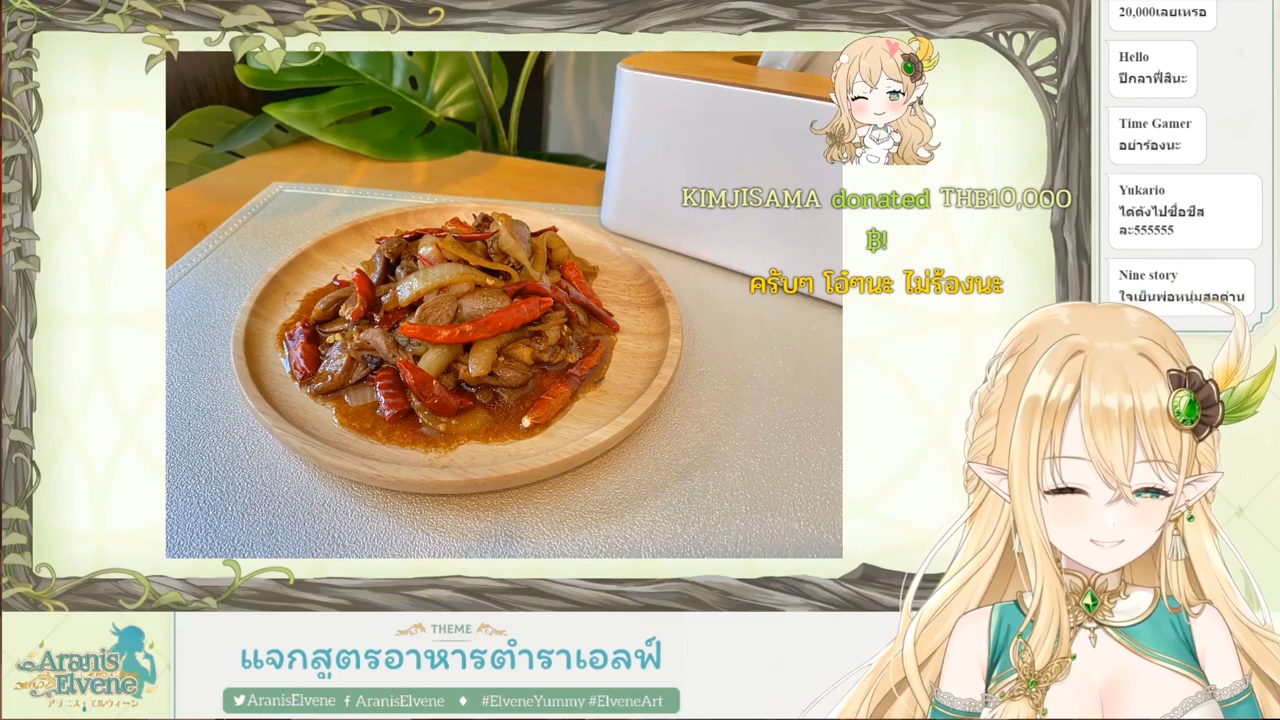 20,000เลยเหรอ
Hello
ปีกลาฟี่สินะ
Time Gamer
อย่าร้องนะ
Yukario
ได้ตังไปซื้อชีส
ละ555555
Nine story
ใจเย็นพ่อหนุ่มสุดต่าน
KIMJISAMA donated THB10,000
฿!
ครับๆ โอ๋ๆนะ ไม่ร้องนะ
THEME
แจกสูตรอาหารตำราเอลฟ์
AranisElvene AranisElvene #ElveneYummy #ElveneArt
Aranis
Elvene
アラニス・エルウィーン